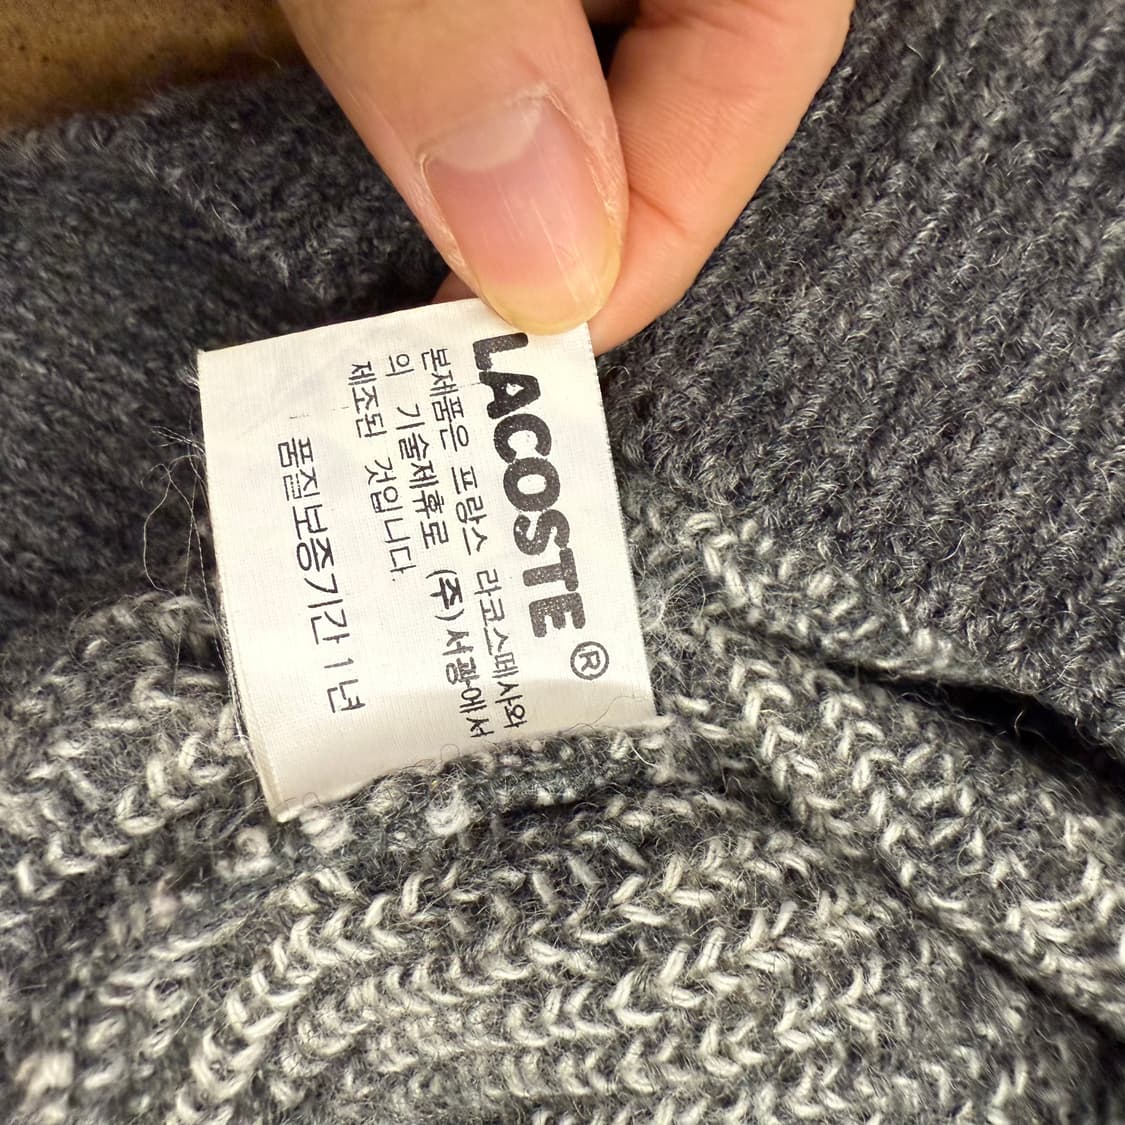 LACOSTE ®
본제품은 프랑스 라코스떼사와
의 기술제휴로 (주)서광에서
제조된 것입니다.
품질보증기간 1년